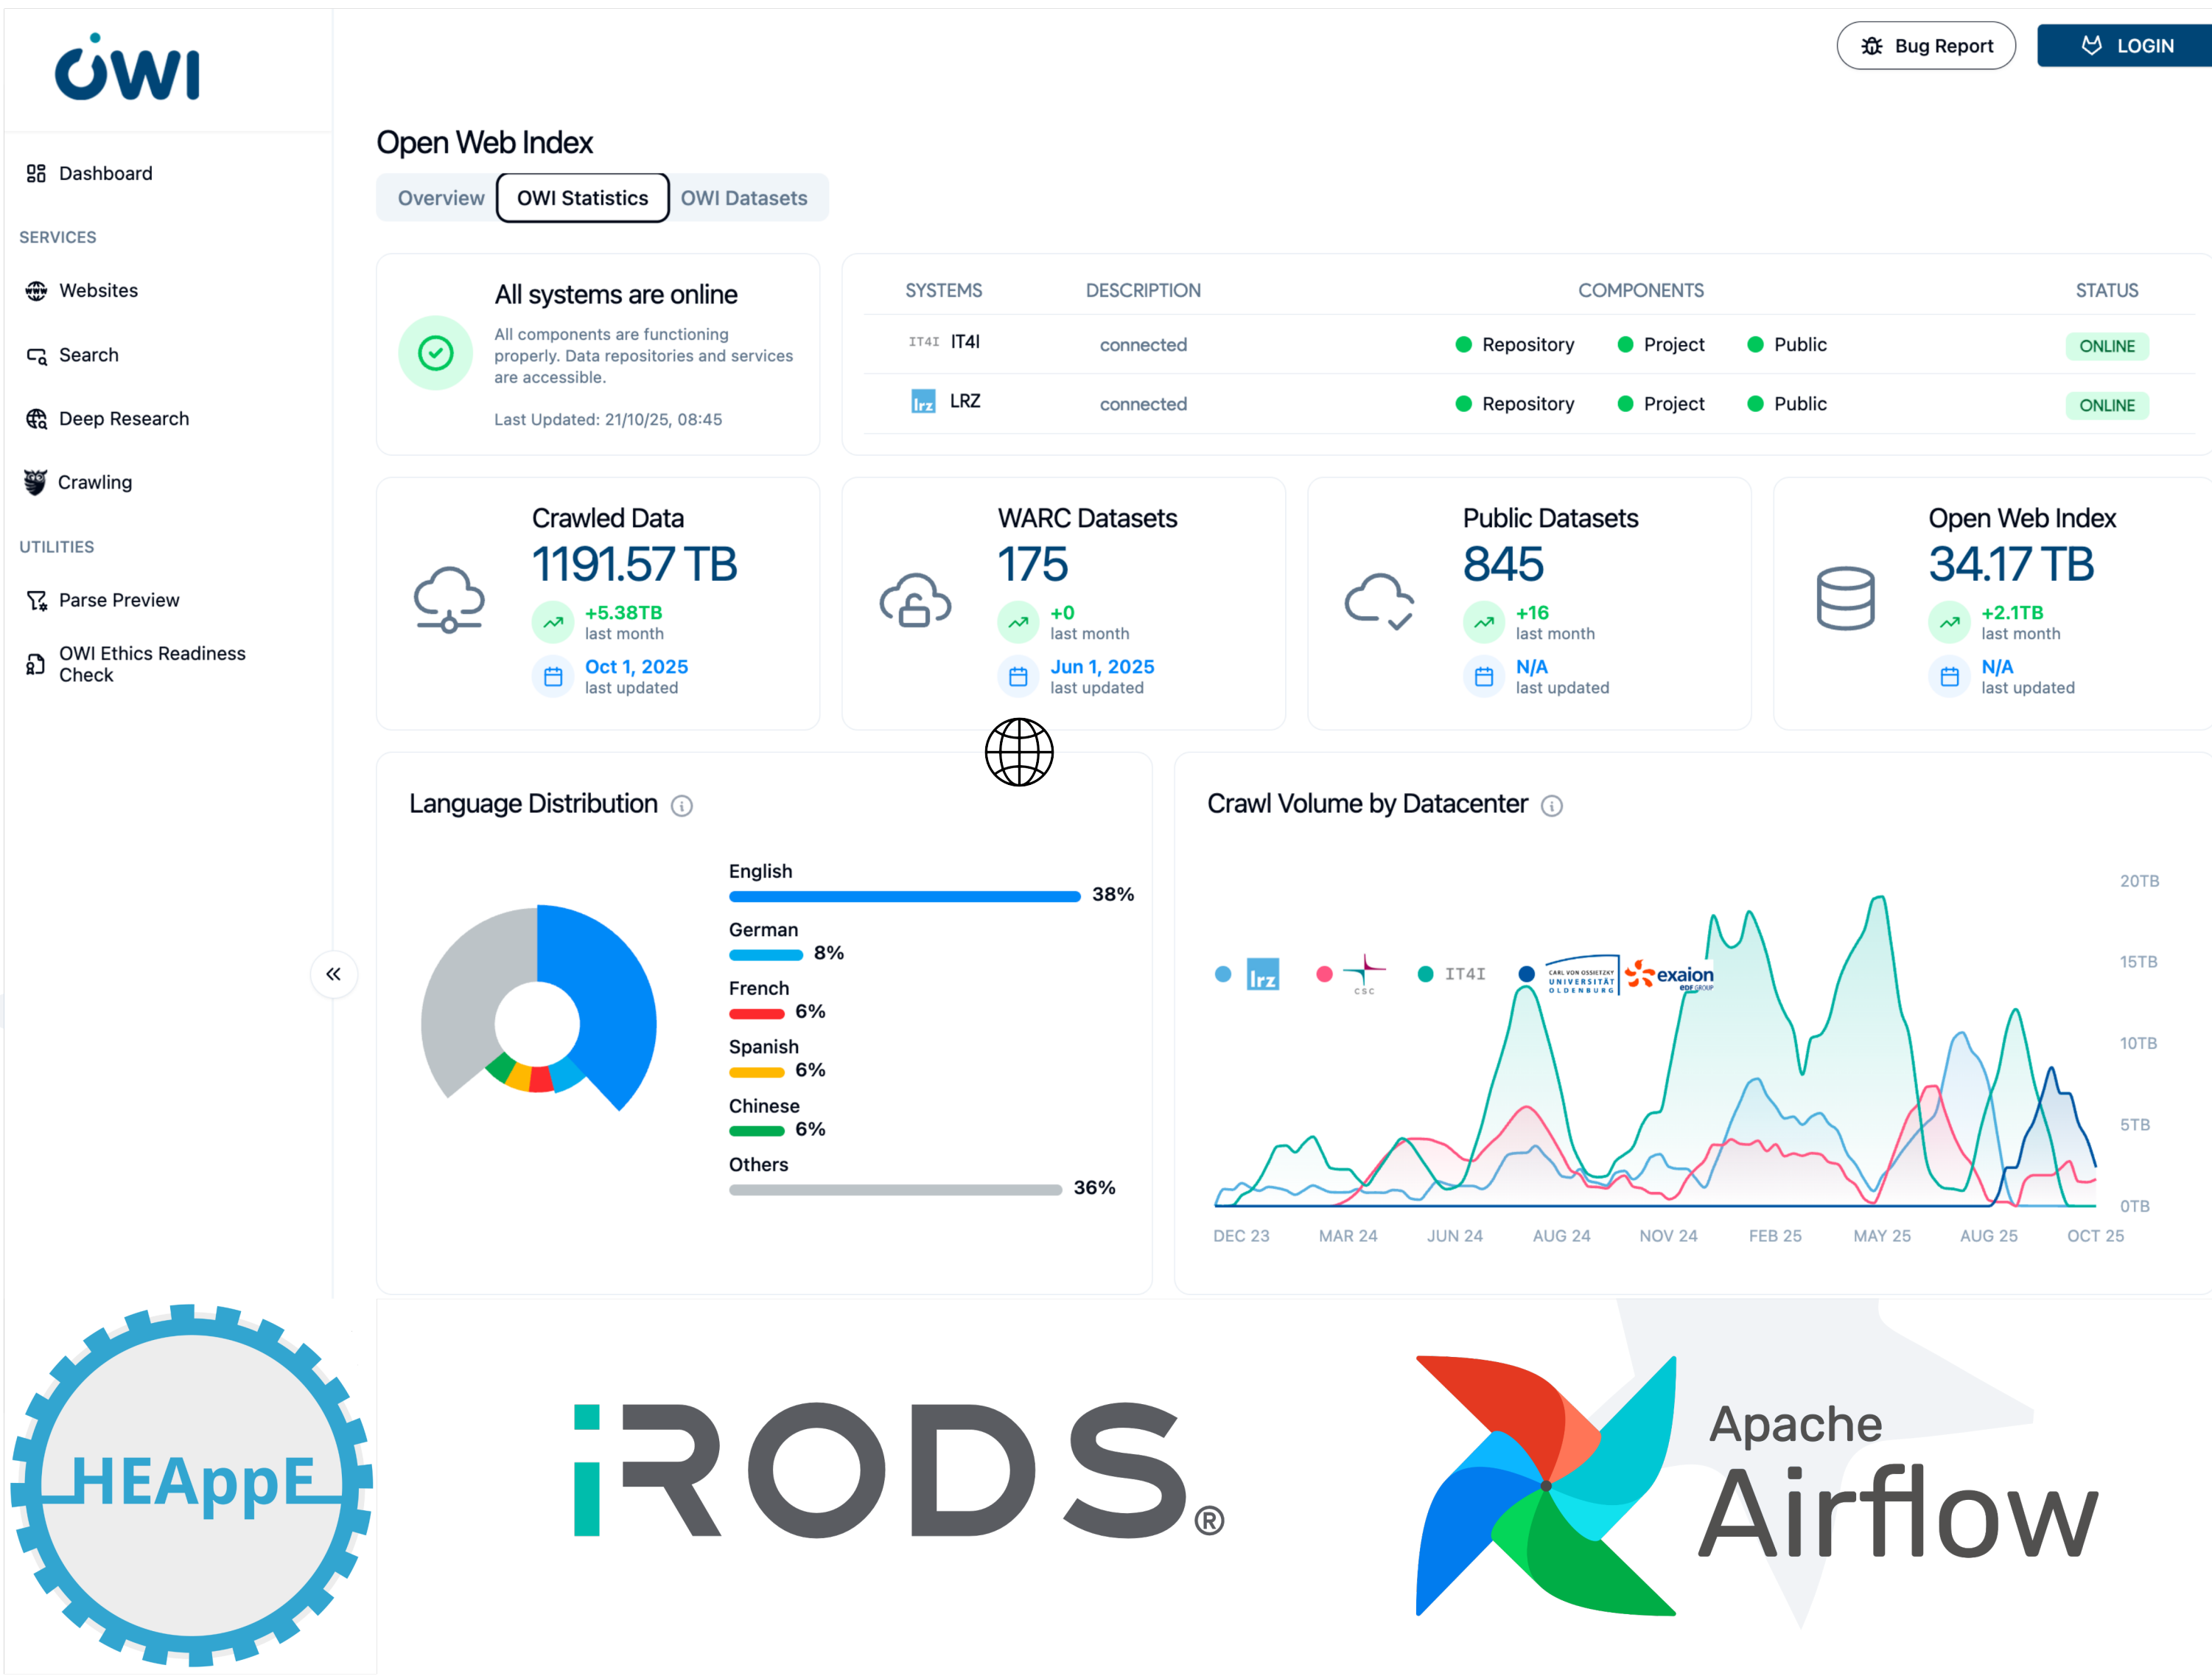 OWI
Bug Report
LOGIN
Dashboard
SERVICES
Websites
Search
Deep Research
Crawling
UTILITIES
Parse Preview
OWI Ethics Readiness
Check
Open Web Index
Overview
OWI Statistics
OWI Datasets
All systems are online
All components are functioning
properly. Data repositories and services
are accessible.
Last Updated: 21/10/25, 08:45
SYSTEMS DESCRIPTION COMPONENTS STATUS
IT4I IT4I connected Repository Project Public ONLINE
lrz LRZ connected Repository Project Public ONLINE
Crawled Data
1191.57 TB
+5.38TB
last month
Oct 1, 2025
last updated
WARC Datasets
175
+0
last month
Jun 1, 2025
last updated
Public Datasets
845
+16
last month
N/A
last updated
Open Web Index
34.17 TB
+2.1TB
last month
N/A
last updated
Language Distribution
English
38%
German
8%
French
6%
Spanish
6%
Chinese
6%
Others
36%
Crawl Volume by Datacenter
lrz
CSC
IT4I
CARL VON OSSIETZKY
UNIVERSITÄT
OLDENBURG
exaion
EDF GROUP
20TB
15TB
10TB
5TB
0TB
DEC 23 MAR 24 JUN 24 AUG 24 NOV 24 FEB 25 MAY 25 AUG 25 OCT 25
HEAppE
iRODS®
Apache
Airflow